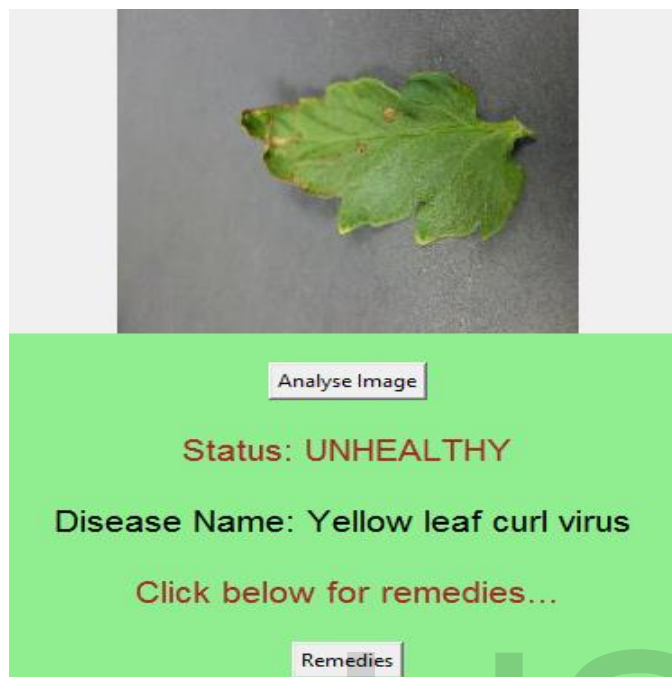 Analyse Image
Status: UNHEALTHY
Disease Name: Yellow leaf curl virus
Click below for remedies...
Remedies